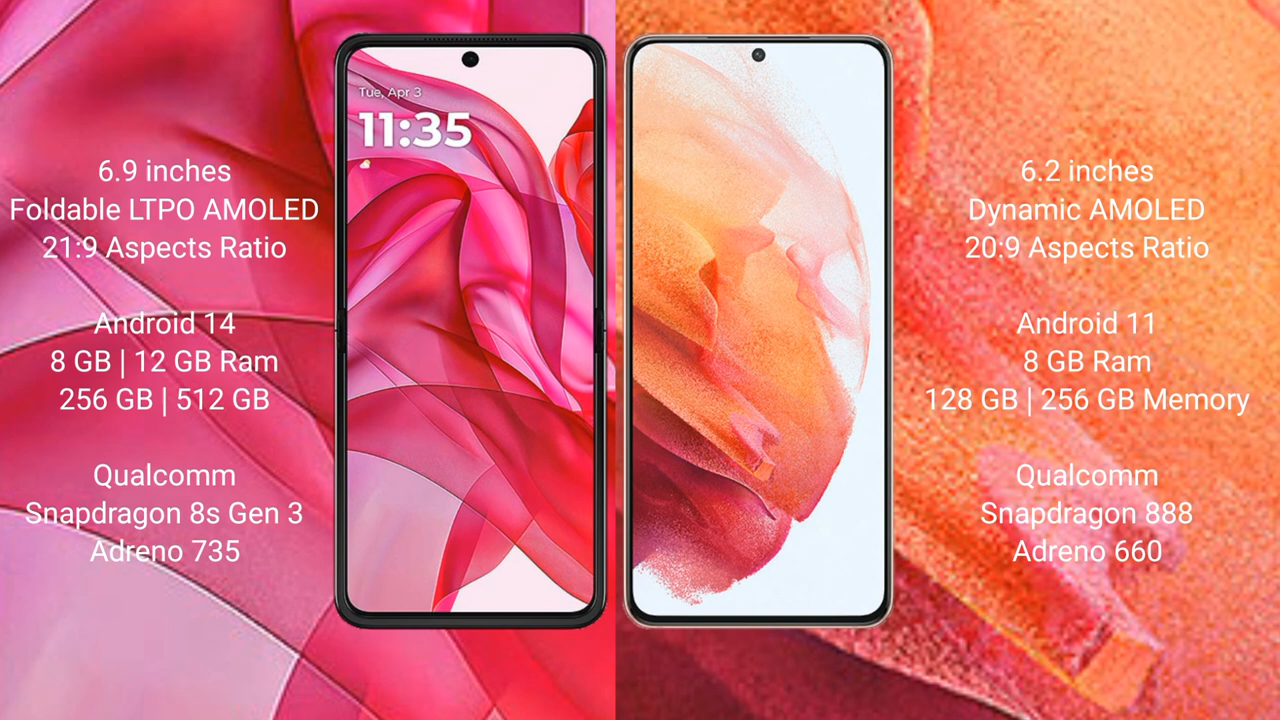 6.9 inches
Foldable LTPO AMOLED
21:9 Aspects Ratio
Android 14
8 GB | 12 GB Ram
256 GB | 512 GB
Qualcomm
Snapdragon 8s Gen 3
Adreno 735
Tue, Apr 3
11:35
6.2 inches
Dynamic AMOLED
20:9 Aspects Ratio
Android 11
8 GB Ram
128 GB | 256 GB Memory
Qualcomm
Snapdragon 888
Adreno 660